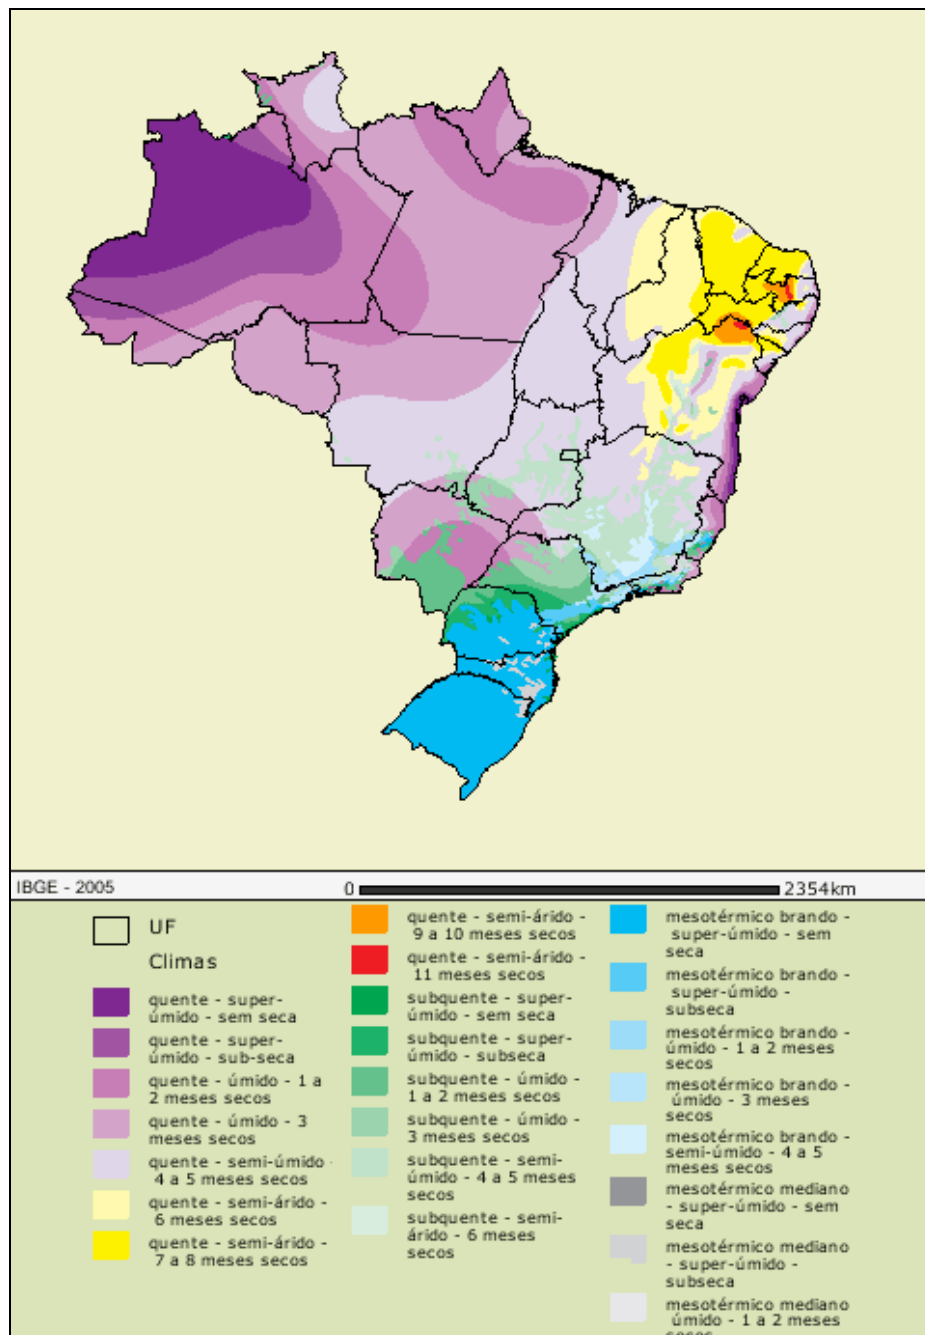 IBGE - 2005
0
2354km
UF
Climas
quente - super-
úmido - sem seca
quente - super-
úmido - sub-seca
quente - úmido - 1 a
2 meses secos
quente - úmido - 3
meses secos
quente - semi-úmido -
4 a 5 meses secos
quente - semi-árido -
6 meses secos
quente - semi-árido -
7 a 8 meses secos
quente - semi-árido -
9 a 10 meses secos
quente - semi-árido -
11 meses secos
subquente - super-
úmido - sem seca
subquente - super-
úmido - subseca
subquente - úmido -
1 a 2 meses secos
subquente - úmido -
3 meses secos
subquente - semi-
úmido - 4 a 5 meses
secos
subquente - semi-
árido - 6 meses
secos
mesotérmico brando -
super-úmido - sem
seca
mesotérmico brando -
super-úmido -
subseca
mesotérmico brando -
úmido - 1 a 2 meses
secos
mesotérmico brando -
úmido - 3 meses
secos
mesotérmico brando -
semi-úmido - 4 a 5
meses secos
mesotérmico mediano
- super-úmido - sem
seca
mesotérmico mediano
- super-úmido -
subseca
mesotérmico mediano
úmido - 1 a 2 meses
secos